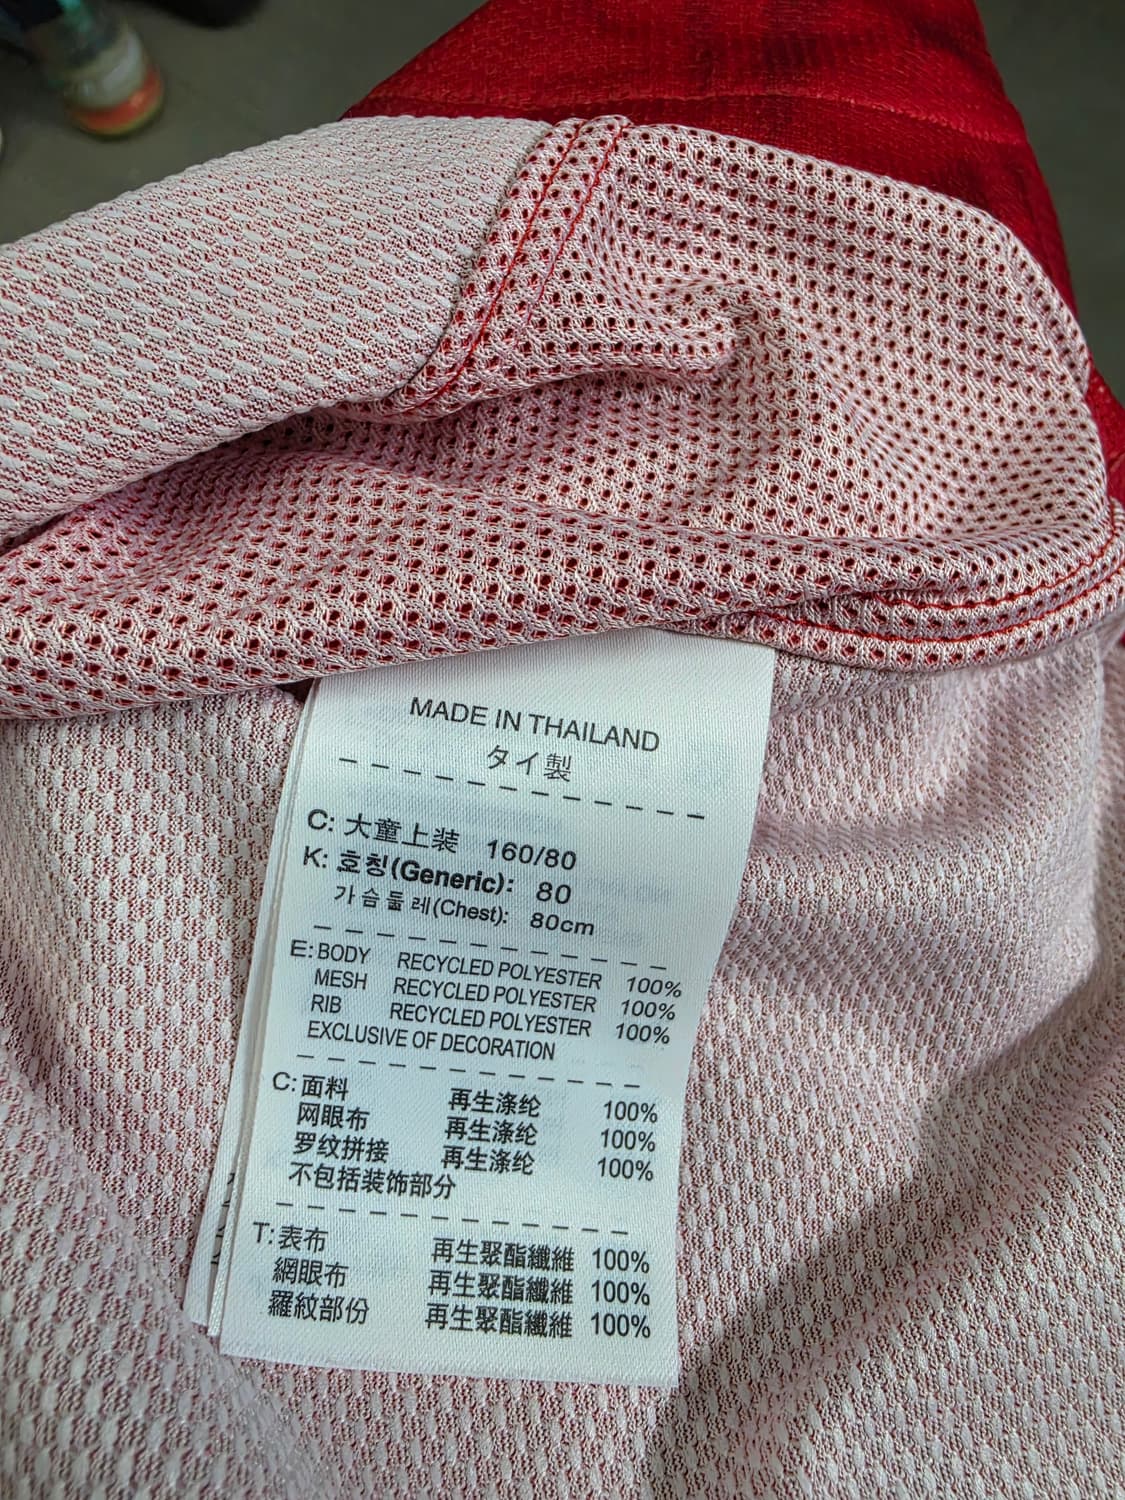 MADE IN THAILAND
タイ製
C: 大童上装 160/80
K: 호칭(Generic): 80
가슴둘레(Chest): 80cm
E: BODY RECYCLED POLYESTER 100%
MESH RECYCLED POLYESTER 100%
RIB RECYCLED POLYESTER 100%
EXCLUSIVE OF DECORATION
C: 面料 再生涤纶 100%
网眼布 再生涤纶 100%
罗纹拼接 再生涤纶 100%
不包括装饰部分
T: 表布 再生聚酯纖維 100%
網眼布 再生聚酯纖維 100%
羅紋部份 再生聚酯纖維 100%